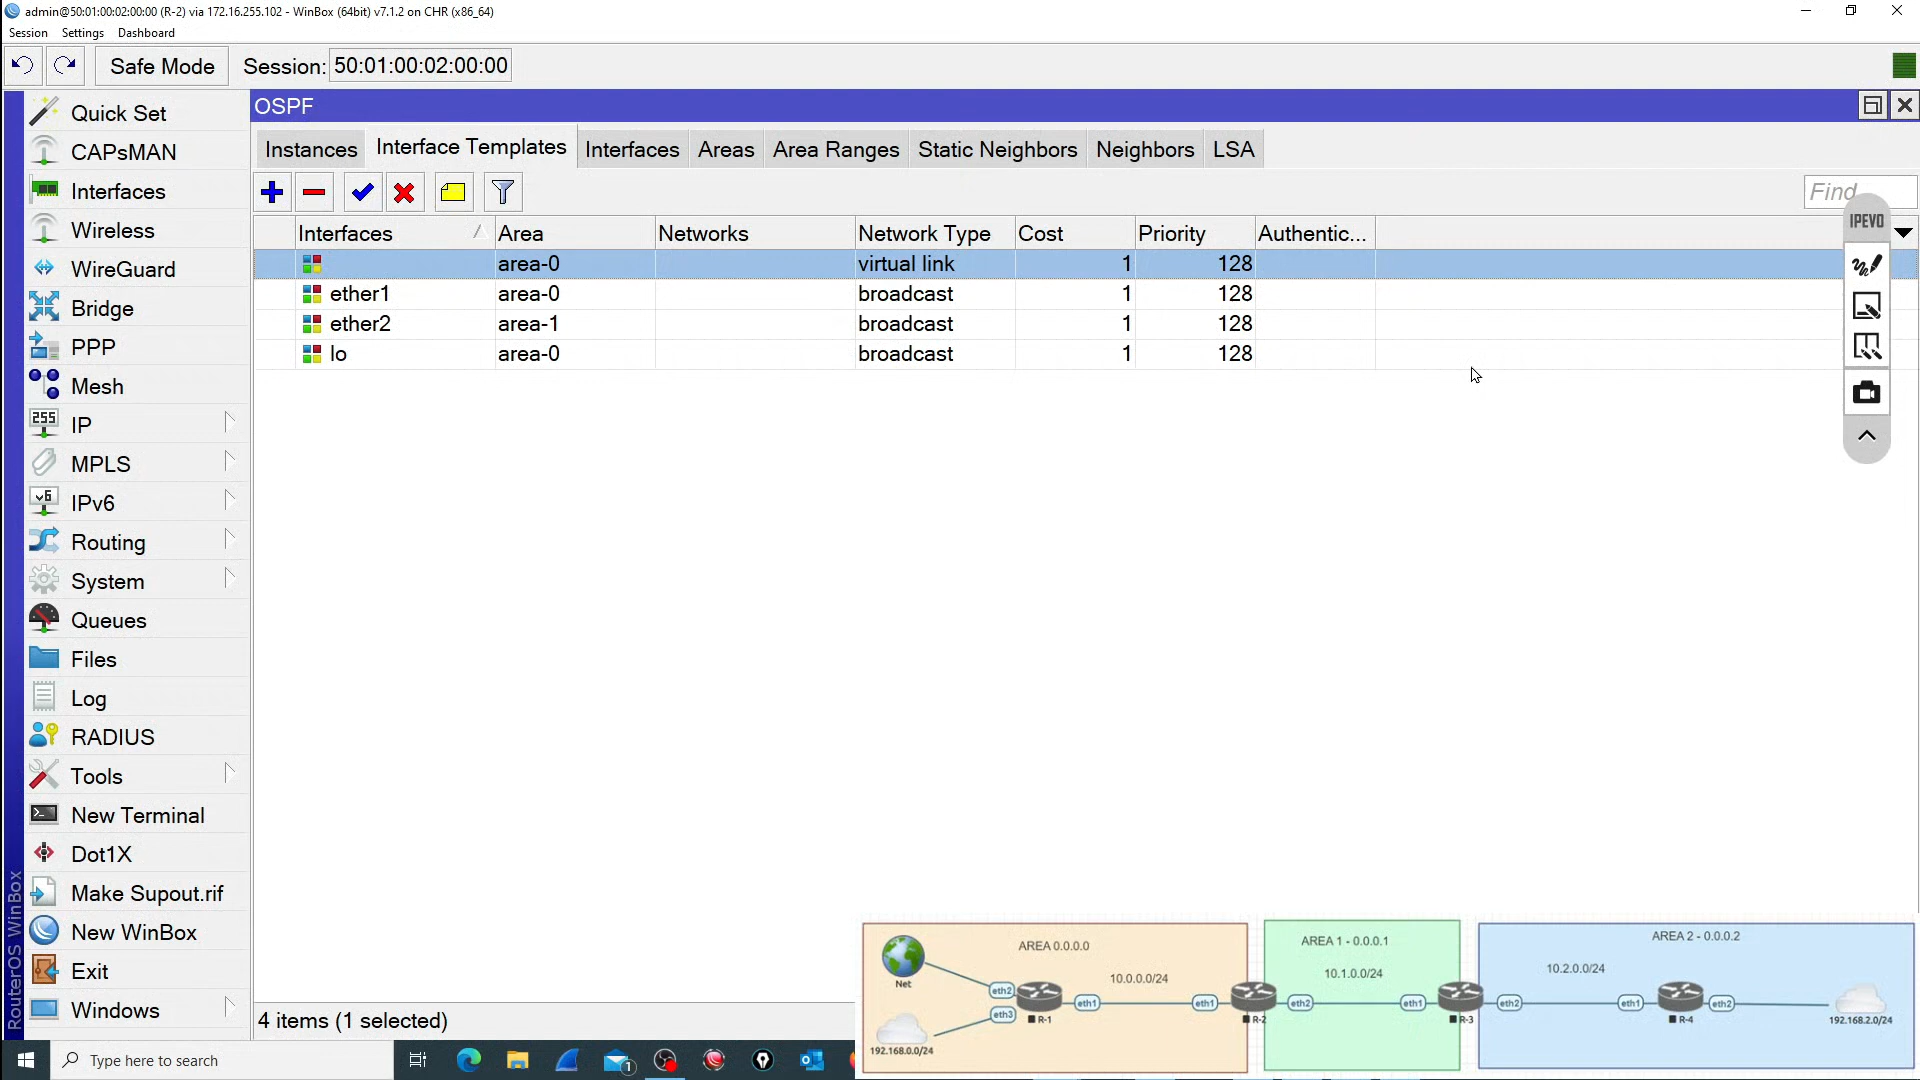 admin@50:01:00:02:00:00 (R-2) via 172.16.255.102 - WinBox (64bit) v7.1.2 on CHR (x86_64)
Session Settings Dashboard
Safe Mode Session: 50:01:00:02:00:00
OSPF
Instances Interface Templates Interfaces Areas Area Ranges Static Neighbors Neighbors LSA
Find
IPEVO
Interfaces Area Networks Network Type Cost Priority Authentic...
area-0 virtual link 1 128
ether1 area-0 broadcast 1 128
ether2 area-1 broadcast 1 128
lo area-0 broadcast 1 128
Quick Set
CAPsMAN
Interfaces
Wireless
WireGuard
Bridge
PPP
Mesh
255 IP
MPLS
v6 IPv6
Routing
System
Queues
Files
Log
RADIUS
Tools
New Terminal
Dot1X
Make Supout.rif
New WinBox
Exit
Windows
RouterOS WinBox
4 items (1 selected)
AREA 0.0.0.0
Net
10.0.0.0/24
eth2
eth1 eth1
eth3
R-1 R-2
192.168.0.0/24
AREA 1 - 0.0.0.1
10.1.0.0/24
eth2 eth1
R-3
AREA 2 - 0.0.0.2
10.2.0.0/24
eth2 eth1 eth2
R-4
192.168.2.0/24
Type here to search
1